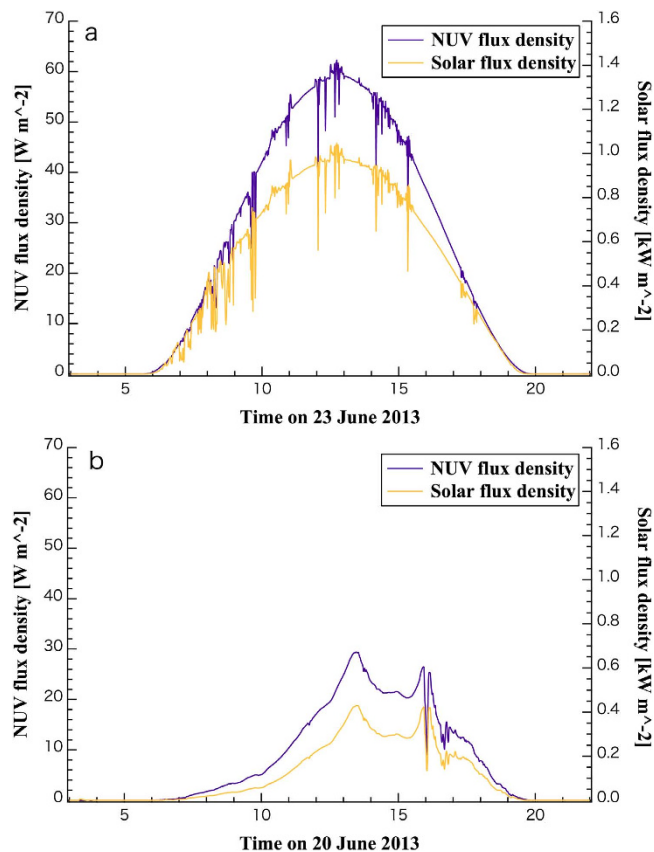 a
NUV flux density
Solar flux density
NUV flux density [W m^-2]
70
60
50
40
30
20
10
0
Solar flux density [kW m^-2]
1.6
1.4
1.2
1.0
0.8
0.6
0.4
0.2
0.0
5 10 15 20
Time on 23 June 2013
b
NUV flux density
Solar flux density
NUV flux density [W m^-2]
70
60
50
40
30
20
10
0
Solar flux density [kW m^-2]
1.6
1.4
1.2
1.0
0.8
0.6
0.4
0.2
0.0
5 10 15 20
Time on 20 June 2013